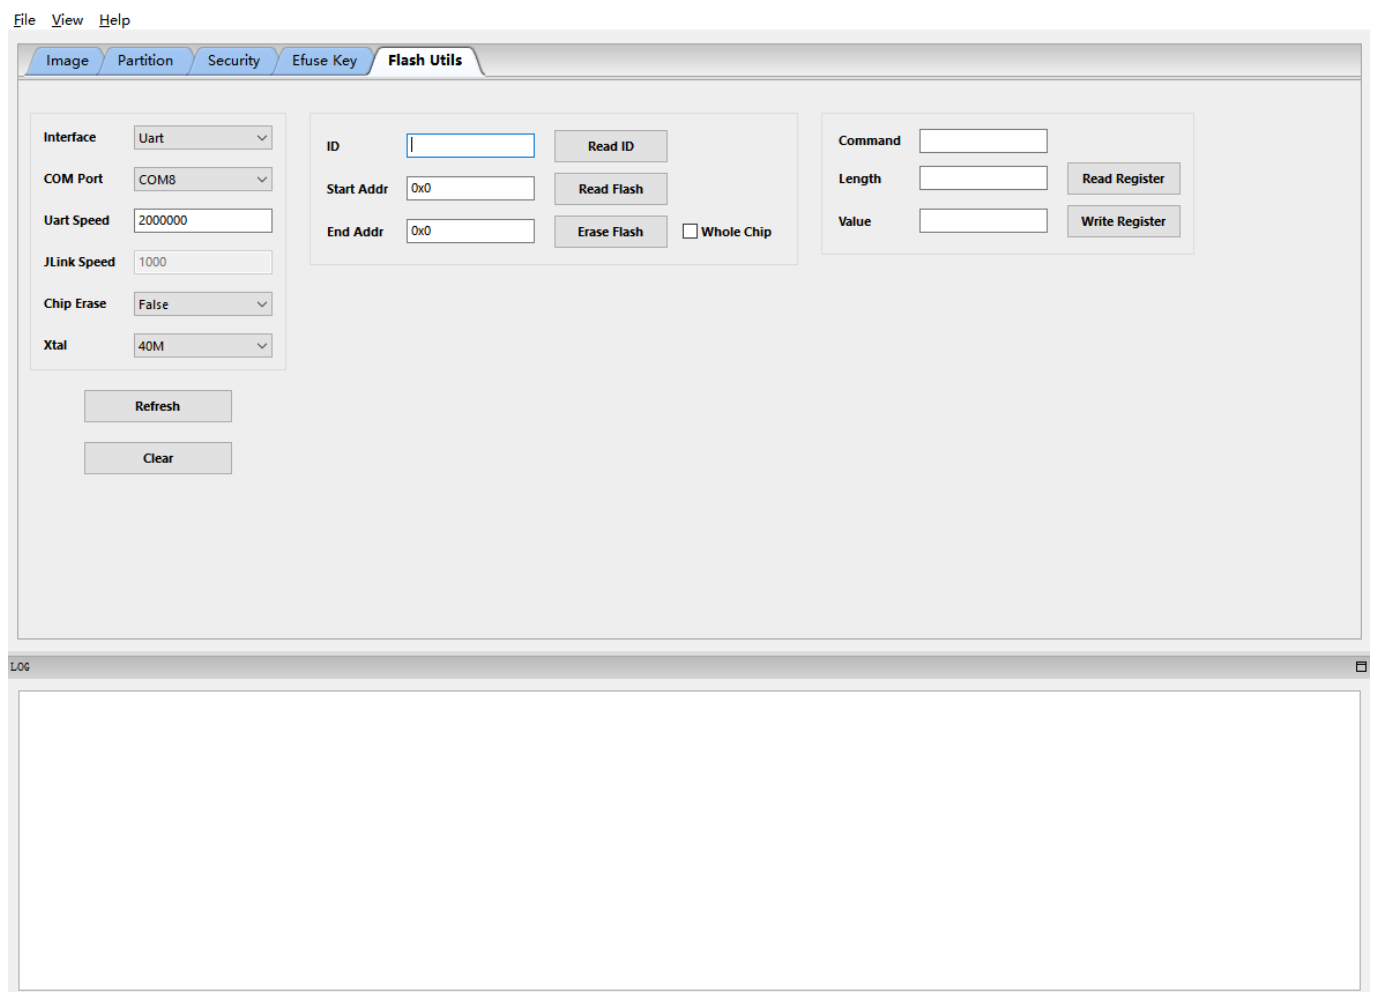 File View Help
Image Partition Security Efuse Key Flash Utils
Interface Uart
COM Port COM8
Uart Speed 2000000
JLink Speed 1000
Chip Erase False
Xtal 40M
Refresh
Clear
ID Read ID
Start Addr 0x0 Read Flash
End Addr 0x0 Erase Flash Whole Chip
Command
Length Read Register
Value Write Register
LOG